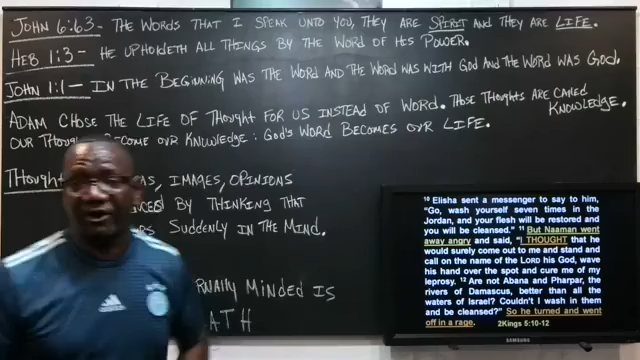 JOHN 6:63 - THE WORDS THAT I SPEAK UNTO YOU, THEY ARE SPIRIT AND THEY ARE LIFE.
HEB 1:3 - HE UPHOLDETH ALL THINGS BY THE WORD OF HIS POWER.
JOHN 1:1 - IN THE BEGINNING WAS THE WORD AND THE WORD WAS WITH GOD AND THE WORD WAS GOD.
ADAM CHOSE THE LIFE OF THOUGHT FOR US INSTEAD OF WORD. THOSE THOUGHTS ARE CALLED
KNOWLEDGE.
OUR BECOME OUR KNOWLEDGE: GOD'S WORD BECOMES OUR LIFE.
THOUGHT AS, IMAGES, OPINIONS
BY THINKING THAT
RS SUDDENLY IN THE MIND.
RNALLY MINDED IS
ATH
10 Elisha sent a messenger to say to him,
"Go, wash yourself seven times in the
Jordan, and your flesh will be restored and
you will be cleansed." 11 But Naaman went
away angry and said, "I THOUGHT that he
would surely come out to me and stand and
call on the name of the LORD his God, wave
his hand over the spot and cure me of my
leprosy. 12 Are not Abana and Pharpar, the
rivers of Damascus, better than all the
waters of Israel? Couldn't I wash in them
and be cleansed?" So he turned and went
off in a rage. 2Kings 5:10-12
SAMSUNG
adidas